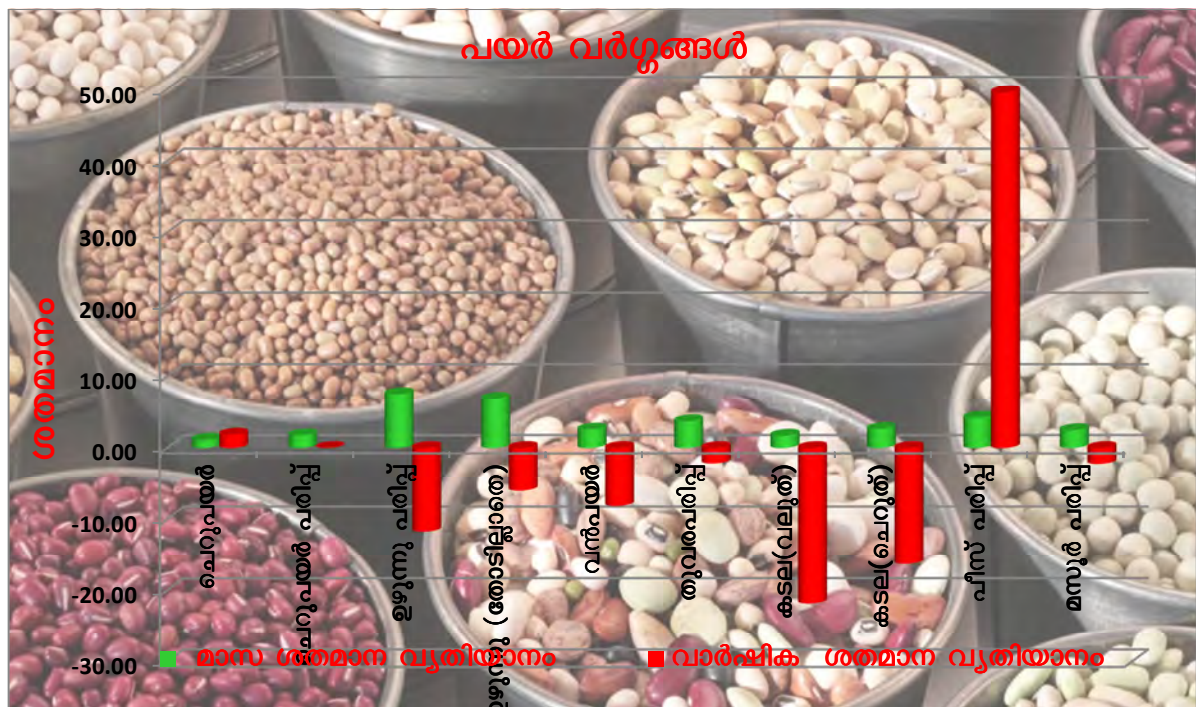 പയർ വർഗ്ഗങ്ങൾ
ശതമാനം
50.00
40.00
30.00
20.00
10.00
0.00
-10.00
-20.00
-30.00
ചെറുപയർ
ചെറുപയർ പരിപ്പ്
ഉഴുന്നു പരിപ്പ്
തൊല്ലിടാത്തത്)
വൻപയർ
തുവരപരിപ്പ്
കടല(വലുത്)
കടല(ചെറുത്)
പീസ് പരിപ്പ്
മസൂർ പരിപ്പ്
മാസ ശതമാന വ്യതിയാനം
വാർഷിക ശതമാന വ്യതിയാനം